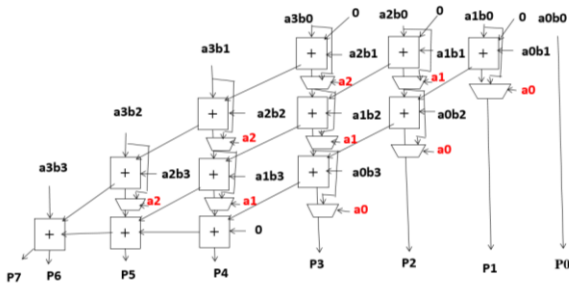 a3b0 0 a2b0 0 a1b0 0 a0b0
a3b1 + a2b1 + a1b1 + a0b1
a2 a1 a0
a3b2 + a2b2 + a1b2 + a0b2
a2 a1 a0
a3b3 + a2b3 + a1b3 + a0b3
a2 a1 a0
+ + + 0
P7 P6 P5 P4 P3 P2 P1 P0